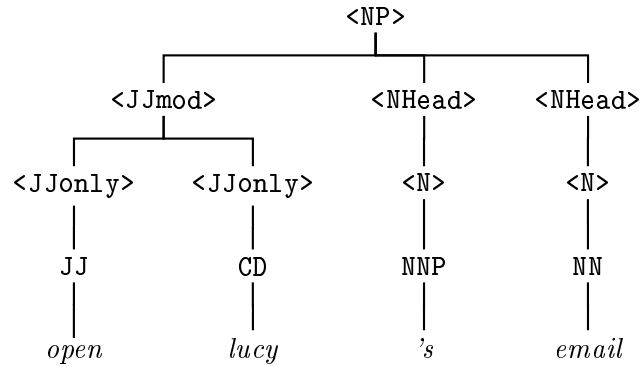 <NP>
<JJmod> <NHead> <NHead>
<JJonly> <JJonly> <N> <N>
JJ CD NNP NN
open lucy 's email